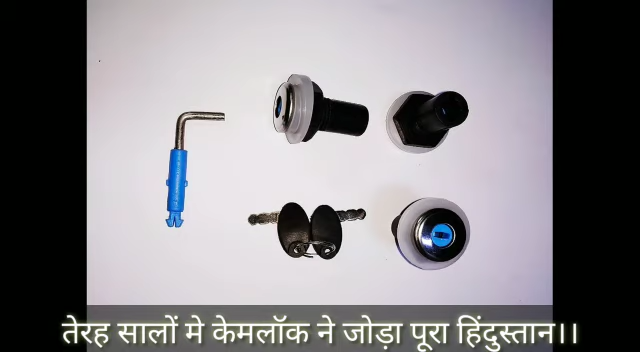 तेरह सालों मे केमलॉक ने जोड़ा पूरा हिंदुस्तान।।